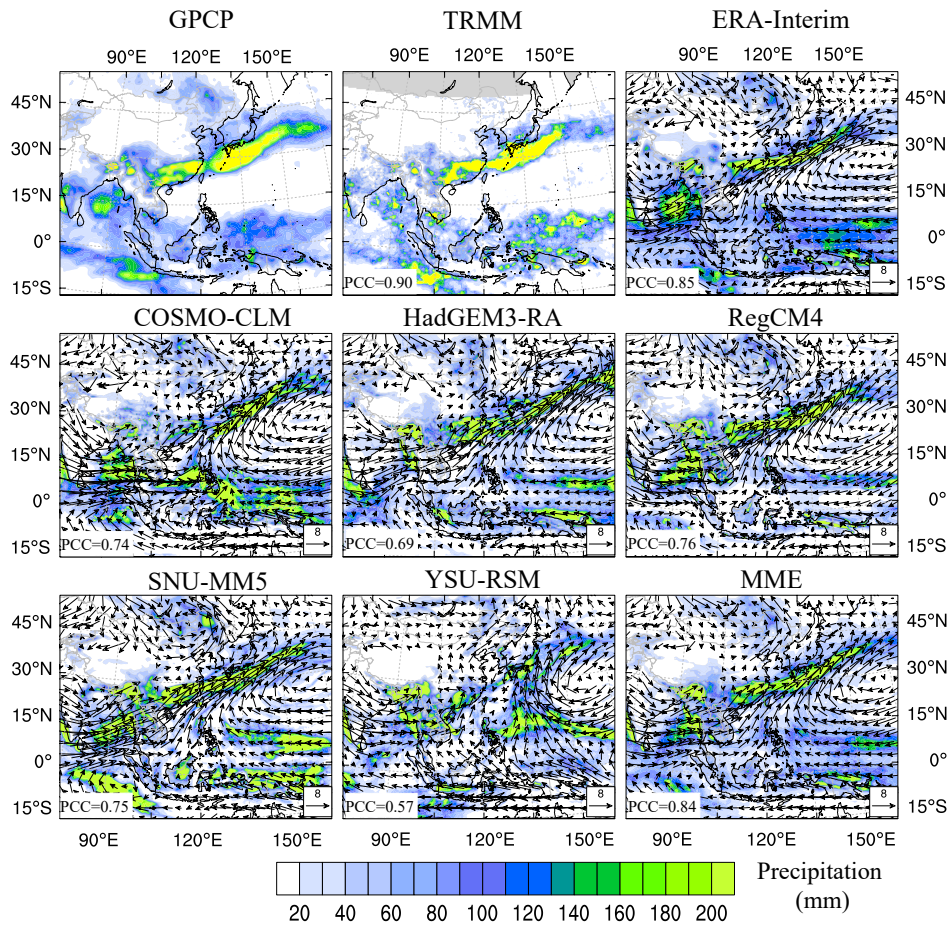 GPCP TRMM ERA-Interim
90°E 120°E 150°E 90°E 120°E 150°E 90°E 120°E 150°E
45°N 45°N
30°N 30°N
15°N 15°N
0° 0°
15°S PCC=0.90 PCC=0.85 8 15°S
COSMO-CLM HadGEM3-RA RegCM4
45°N 45°N
30°N 30°N
15°N 15°N
0° 0°
15°S PCC=0.74 8 PCC=0.69 8 PCC=0.76 8 15°S
SNU-MM5 YSU-RSM MME
45°N 45°N
30°N 30°N
15°N 15°N
0° 0°
15°S PCC=0.75 8 PCC=0.57 8 PCC=0.84 8 15°S
90°E 120°E 150°E 90°E 120°E 150°E 90°E 120°E 150°E
Precipitation
(mm)
20 40 60 80 100 120 140 160 180 200